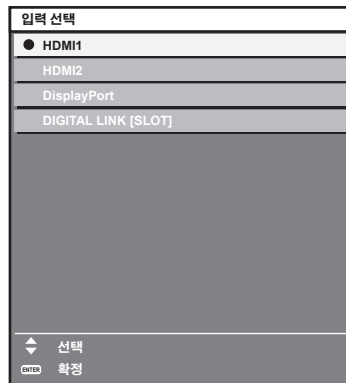 입력 선택
HDMI1
HDMI2
DisplayPort
DIGITAL LINK [SLOT]
선택
ENTER 확정